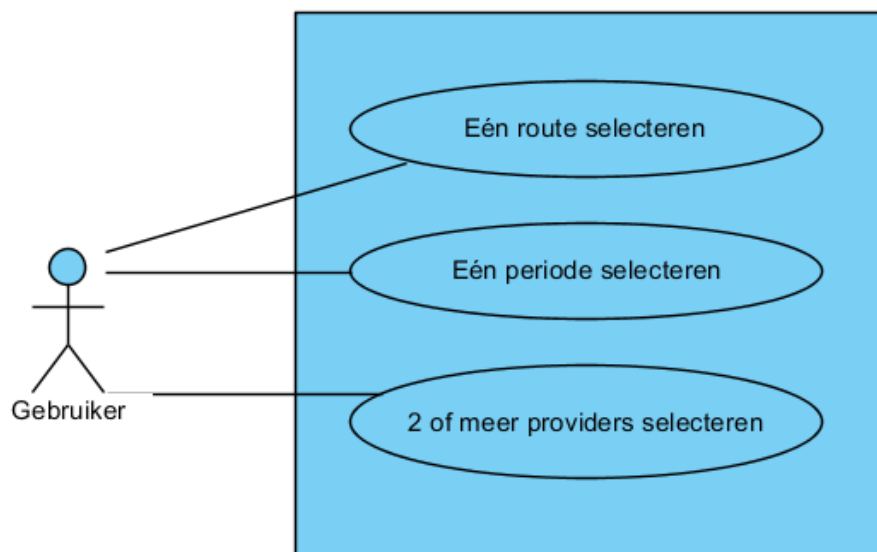 Eén route selecteren
Eén periode selecteren
2 of meer providers selecteren
Gebruiker